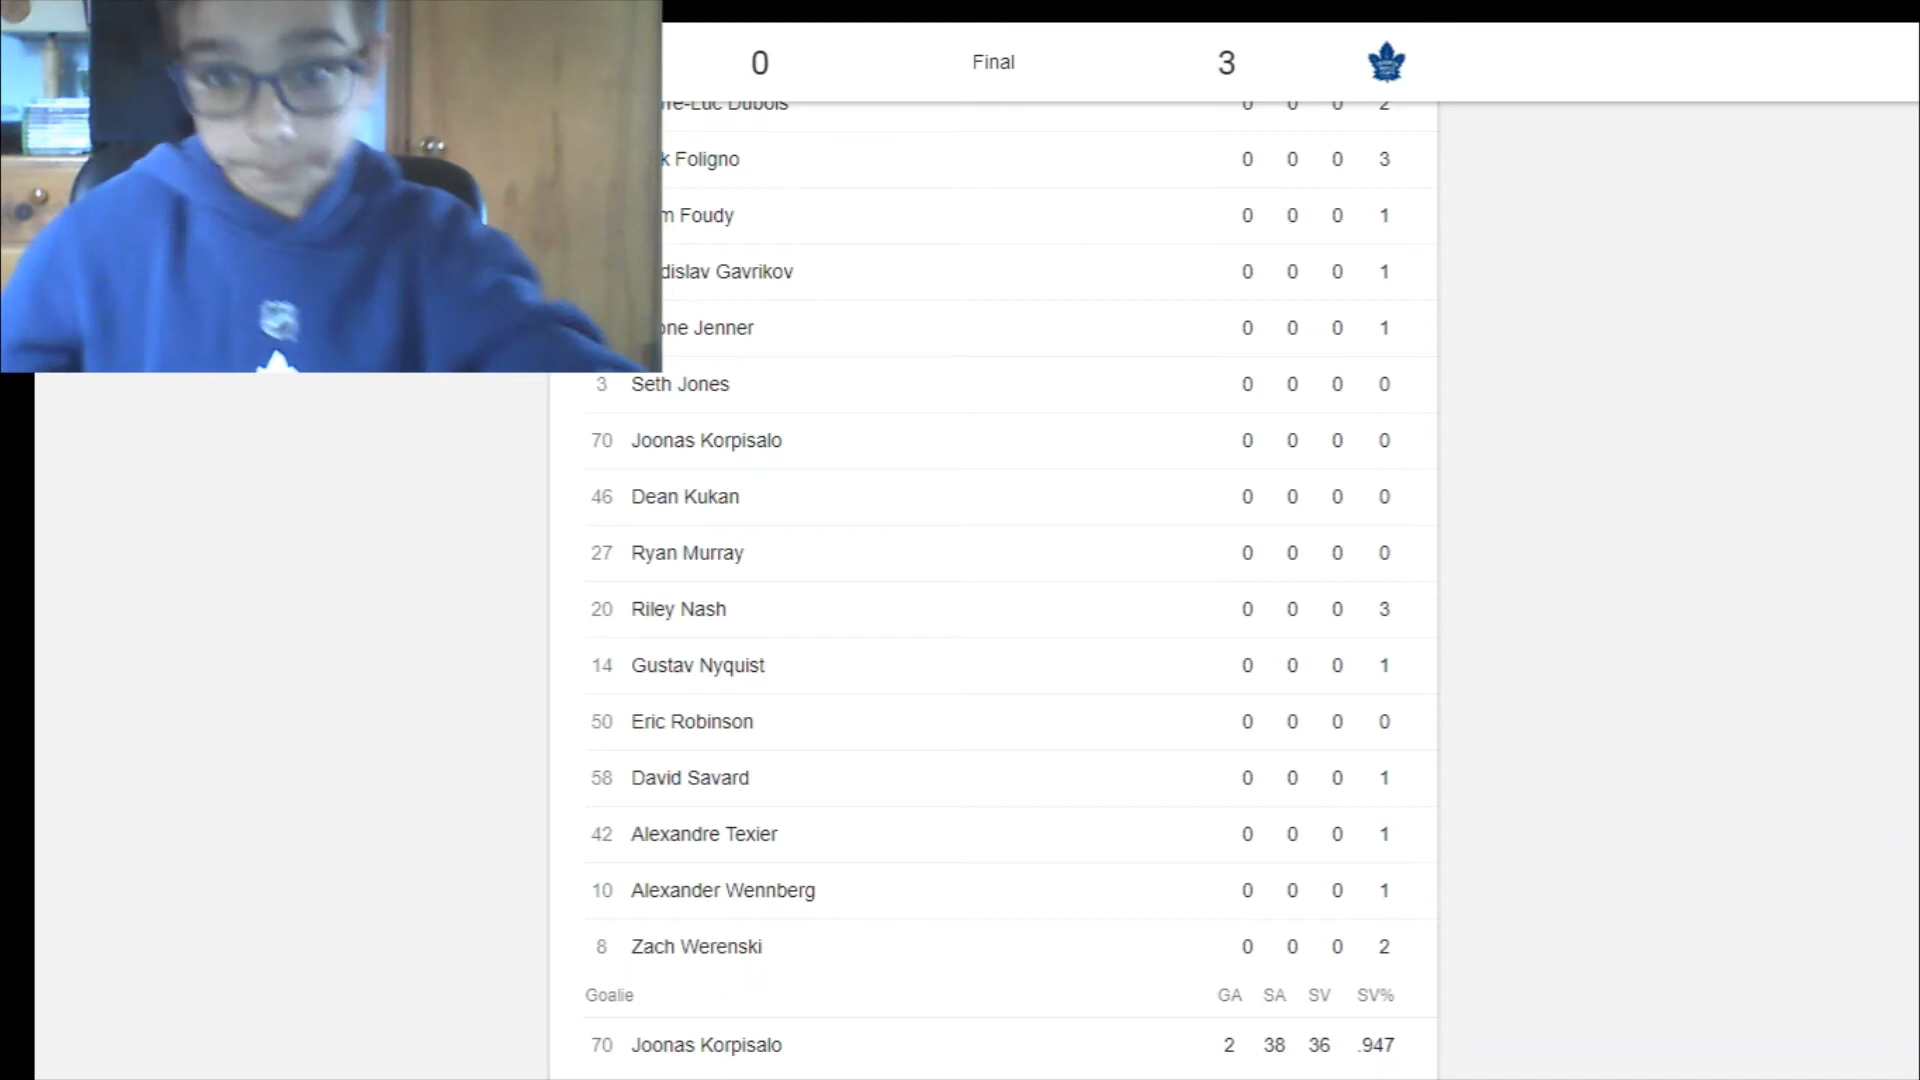 0 Final 3
Dubois 0 0 0 2
Foligno 0 0 0 3
Foudy 0 0 0 1
Gavrikov 0 0 0 1
Jenner 0 0 0 1
3 Seth Jones 0 0 0 0
70 Joonas Korpisalo 0 0 0 0
46 Dean Kukan 0 0 0 0
27 Ryan Murray 0 0 0 0
20 Riley Nash 0 0 0 3
14 Gustav Nyquist 0 0 0 1
50 Eric Robinson 0 0 0 0
58 David Savard 0 0 0 1
42 Alexandre Texier 0 0 0 1
10 Alexander Wennberg 0 0 0 1
8 Zach Werenski 0 0 0 2
Goalie GA SA SV SV%
70 Joonas Korpisalo 2 38 36 .947